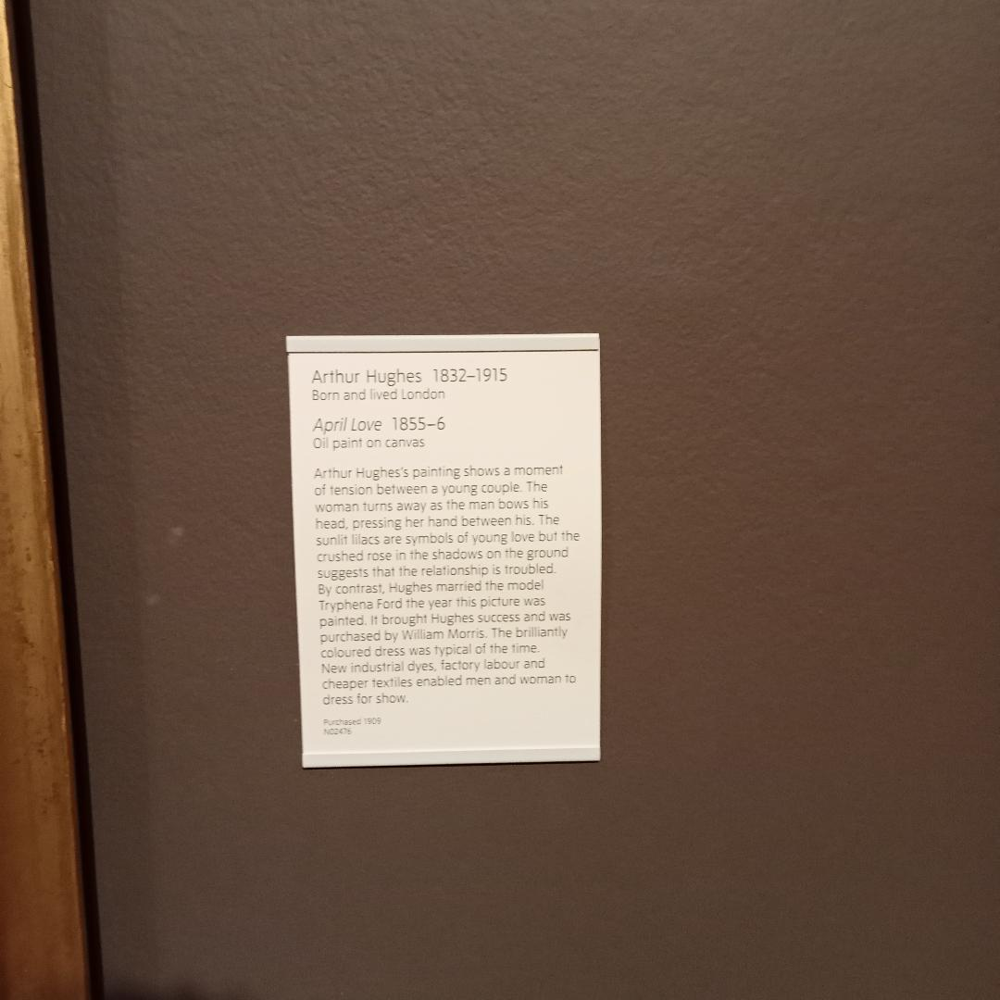 Arthur Hughes 1832–1915
Born and lived London
April Love 1855–6
Oil paint on canvas
Arthur Hughes's painting shows a moment
of tension between a young couple. The
woman turns away as the man bows his
head, pressing her hand between his. The
sunlit lilacs are symbols of young love but the
crushed rose in the shadows on the ground
suggests that the relationship is troubled.
By contrast, Hughes married the model
Tryphena Ford the year this picture was
painted. It brought Hughes success and was
purchased by William Morris. The brilliantly
coloured dress was typical of the time.
New industrial dyes, factory labour and
cheaper textiles enabled men and woman to
dress for show.
Purchased 1909
N02476